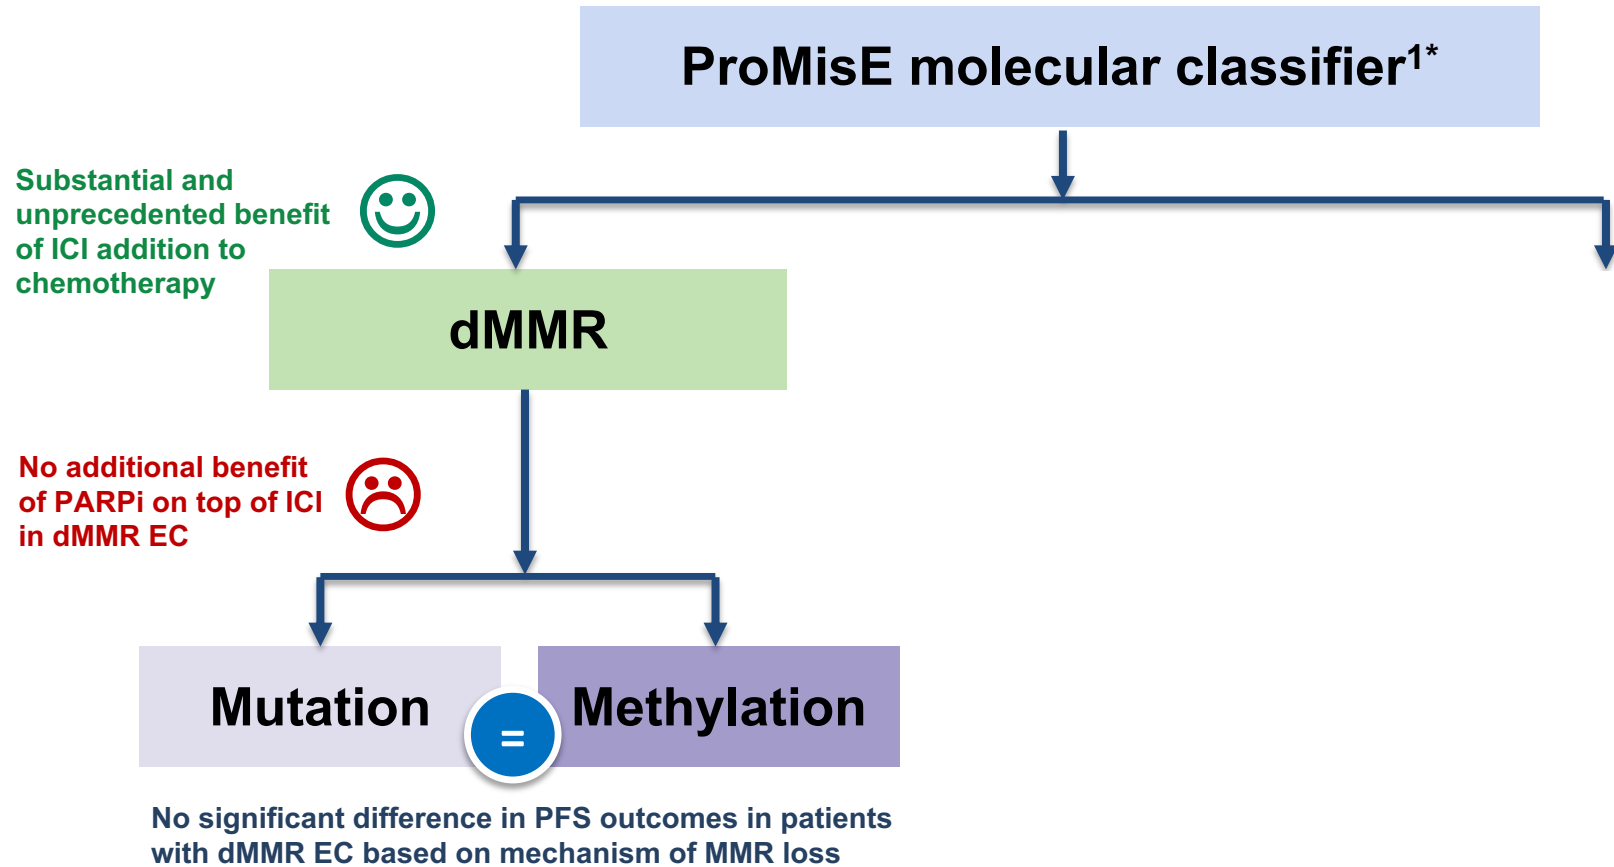 ProMisE molecular classifier¹*
Substantial and
unprecedented benefit
of ICI addition to
chemotherapy
dMMR
No additional benefit
of PARPi on top of ICI
in dMMR EC
Mutation
=
Methylation
No significant difference in PFS outcomes in patients
with dMMR EC based on mechanism of MMR loss